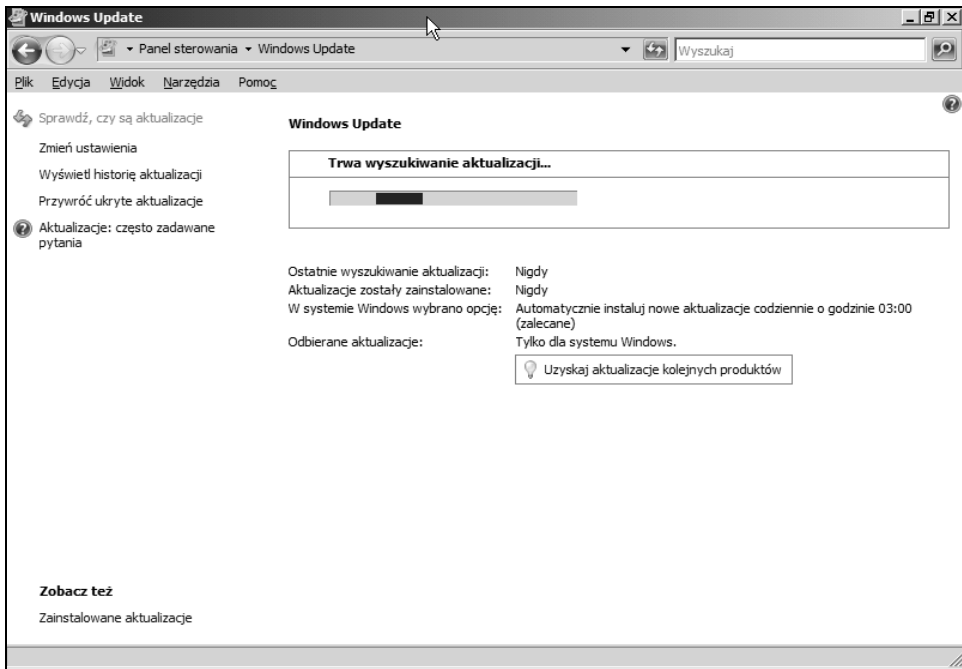 Windows Update
Panel sterowania Windows Update
Wyszukaj
Plik Edycja Widok Narzędzia Pomoc
Sprawdź, czy są aktualizacje
Zmień ustawienia
Wyświetl historię aktualizacji
Przywróć ukryte aktualizacje
Aktualizacje: często zadawane
pytania
Windows Update
Trwa wyszukiwanie aktualizacji...
Ostatnie wyszukiwanie aktualizacji: Nigdy
Aktualizacje zostały zainstalowane: Nigdy
W systemie Windows wybrano opcję: Automatycznie instaluj nowe aktualizacje codziennie o godzinie 03:00
(zalecane)
Odbierane aktualizacje: Tylko dla systemu Windows.
Uzyskaj aktualizacje kolejnych produktów
Zobacz też
Zainstalowane aktualizacje